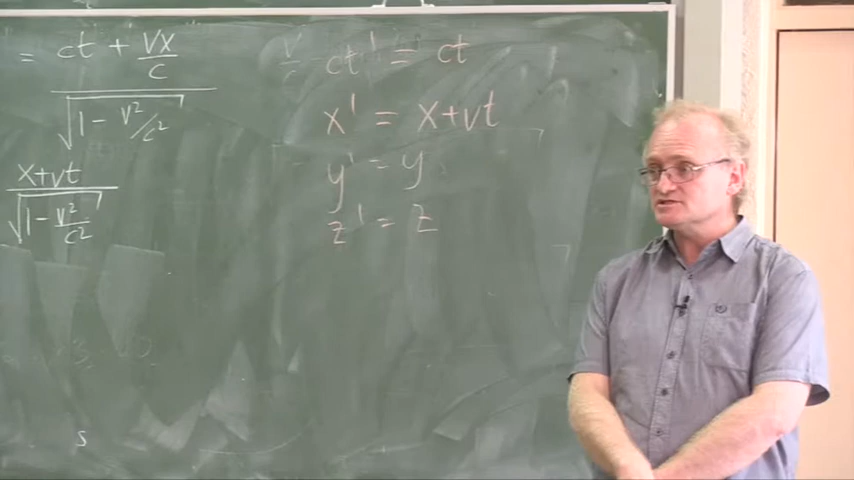 = ct + vx
c
√1 - v²/c²
x+vt
√1 - v²
c²
ct' = ct
x' = x+vt
y' = y
z' = z
s